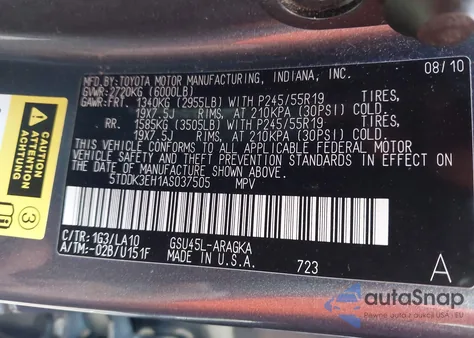 MFD. BY: TOYOTA MOTOR MANUFACTURING, INDIANA, INC. 08/10
GVWR: 2720KG (6000LB)
GAWR: FRT. 1340KG (2955LB) WITH P245/55R19 TIRES,
19X7.5J RIMS, AT 210KPA (30PSI) COLD.
RR. 1585KG (3505LB) WITH P245/55R19 TIRES,
19X7.5J RIMS, AT 210KPA (30PSI) COLD.
THIS VEHICLE CONFORMS TO ALL APPLICABLE FEDERAL MOTOR
VEHICLE SAFETY STANDARDS IN EFFECT ON THE DATE OF
MANUFACTURE SHOWN ABOVE.
5TDDK3EH1AS037505 MPV
C/TR: 1G3/LA10 GSU45L-ARAGKA
A/TM: -02B/U151F MADE IN U.S.A. 723 A
ATTENTION
ACHTUNG
3
autoSnap